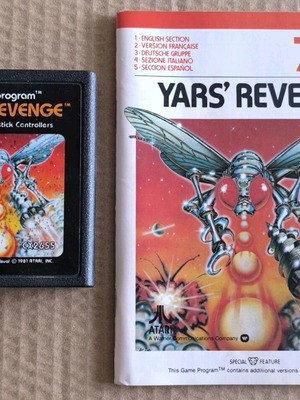 program™
REVENGE™
stick Controllers
CX2655
© 1981 ATARI, INC.
1 · ENGLISH SECTION
2 · VERSION FRANÇAISE
3 · DEUTSCHE GRUPPE
4 · SEZIONE ITALIANO
5 · SECCION ESPAÑOL
YARS' REVE
ATARI
A Warner Communications Company
SPECIAL FEATURE
This Game Program™ contains additional versions